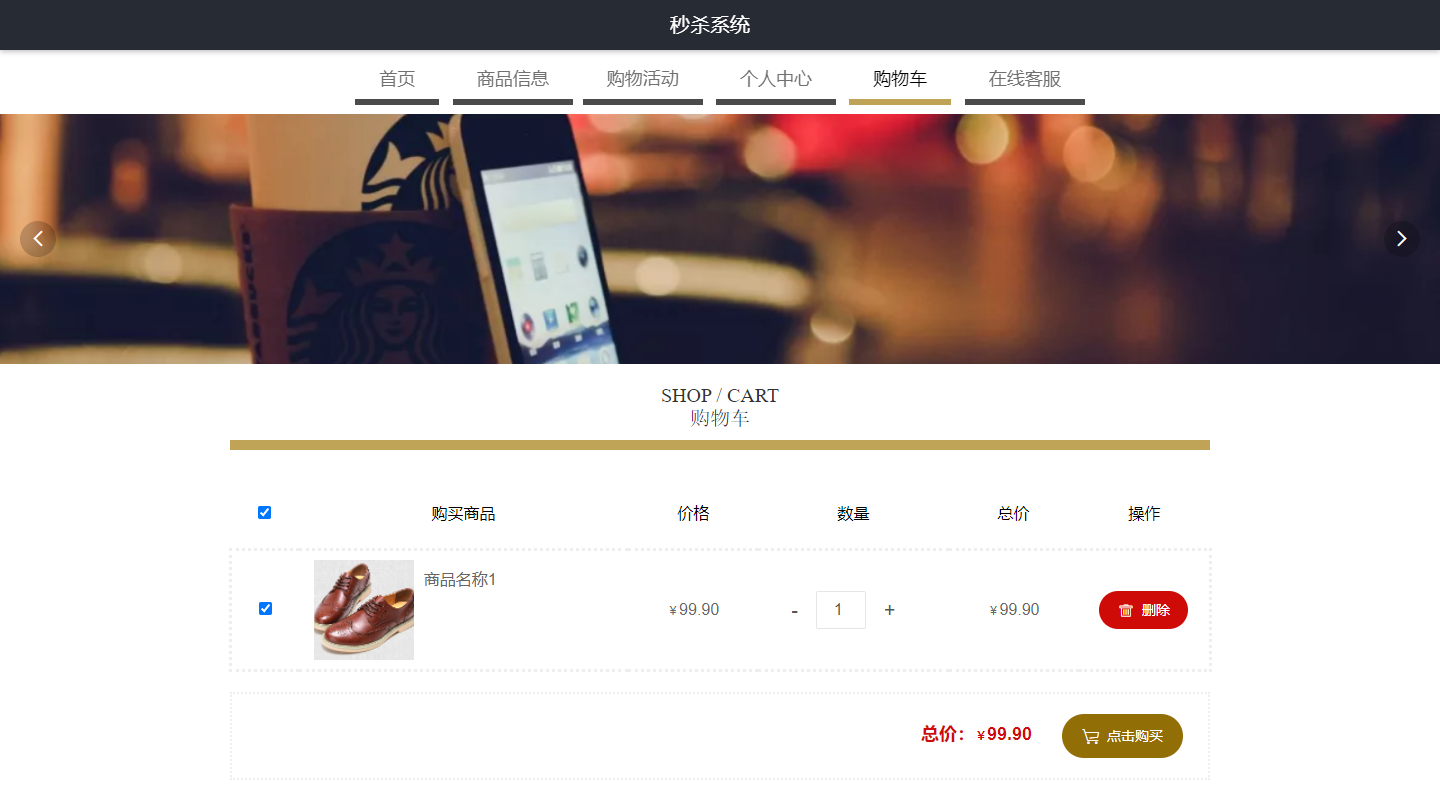 秒杀系统
首页 商品信息 购物活动 个人中心 购物车 在线客服
SHOP / CART
购物车
购买商品 价格 数量 总价 操作
商品名称1
¥99.90 - 1 + ¥99.90 删除
总价：¥99.90 点击购买